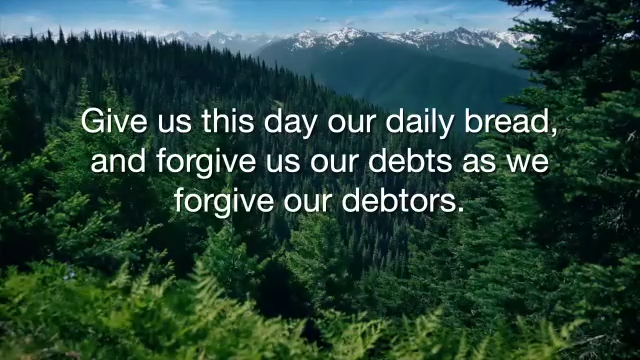 Give us this day our daily bread,
and forgive us our debts as we
forgive our debtors.